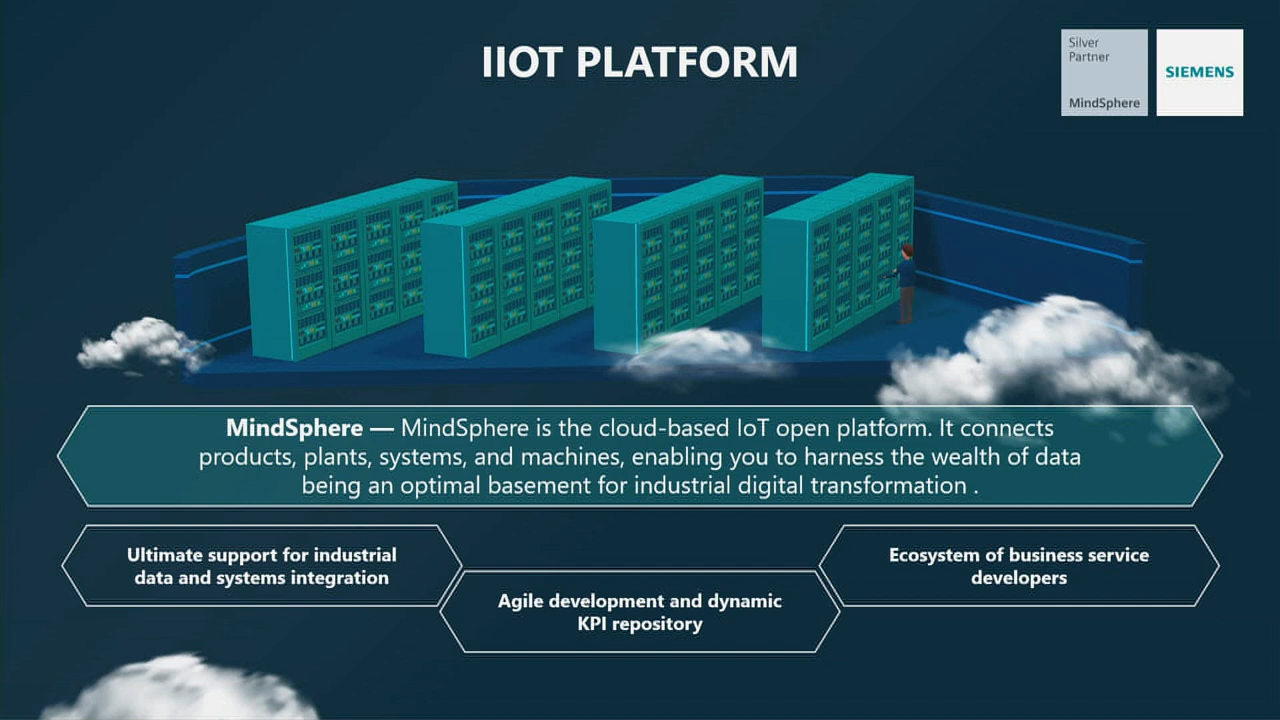 IIOT PLATFORM
Silver
Partner
MindSphere
SIEMENS
MindSphere — MindSphere is the cloud-based IoT open platform. It connects
products, plants, systems, and machines, enabling you to harness the wealth of data
being an optimal basement for industrial digital transformation .
Ultimate support for industrial
data and systems integration
Agile development and dynamic
KPI repository
Ecosystem of business service
developers